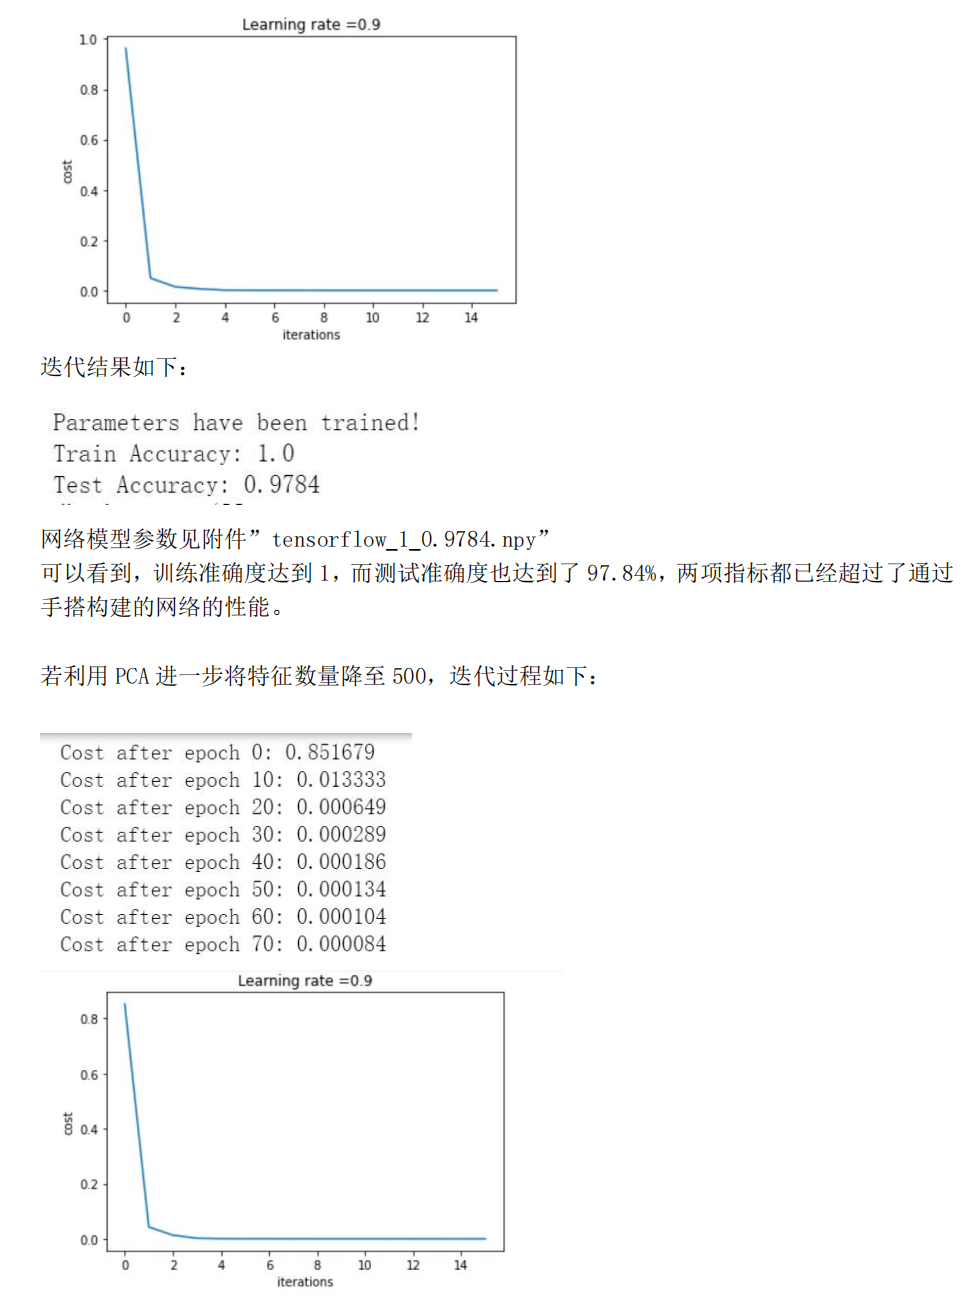 Learning rate =0.9
1.0
0.8
0.6
0.4
0.2
0.0
cost
0 2 4 6 8 10 12 14
iterations
迭代结果如下：
Parameters have been trained!
Train Accuracy: 1.0
Test Accuracy: 0.9784
网络模型参数见附件”tensorflow_1_0.9784.npy”
可以看到，训练准确度达到 1，而测试准确度也达到了 97.84%，两项指标都已经超过了通过
手搭构建的网络的性能。
若利用 PCA 进一步将特征数量降至 500，迭代过程如下：
Cost after epoch 0: 0.851679
Cost after epoch 10: 0.013333
Cost after epoch 20: 0.000649
Cost after epoch 30: 0.000289
Cost after epoch 40: 0.000186
Cost after epoch 50: 0.000134
Cost after epoch 60: 0.000104
Cost after epoch 70: 0.000084
Learning rate =0.9
0.8
0.6
0.4
0.2
0.0
cost
0 2 4 6 8 10 12 14
iterations